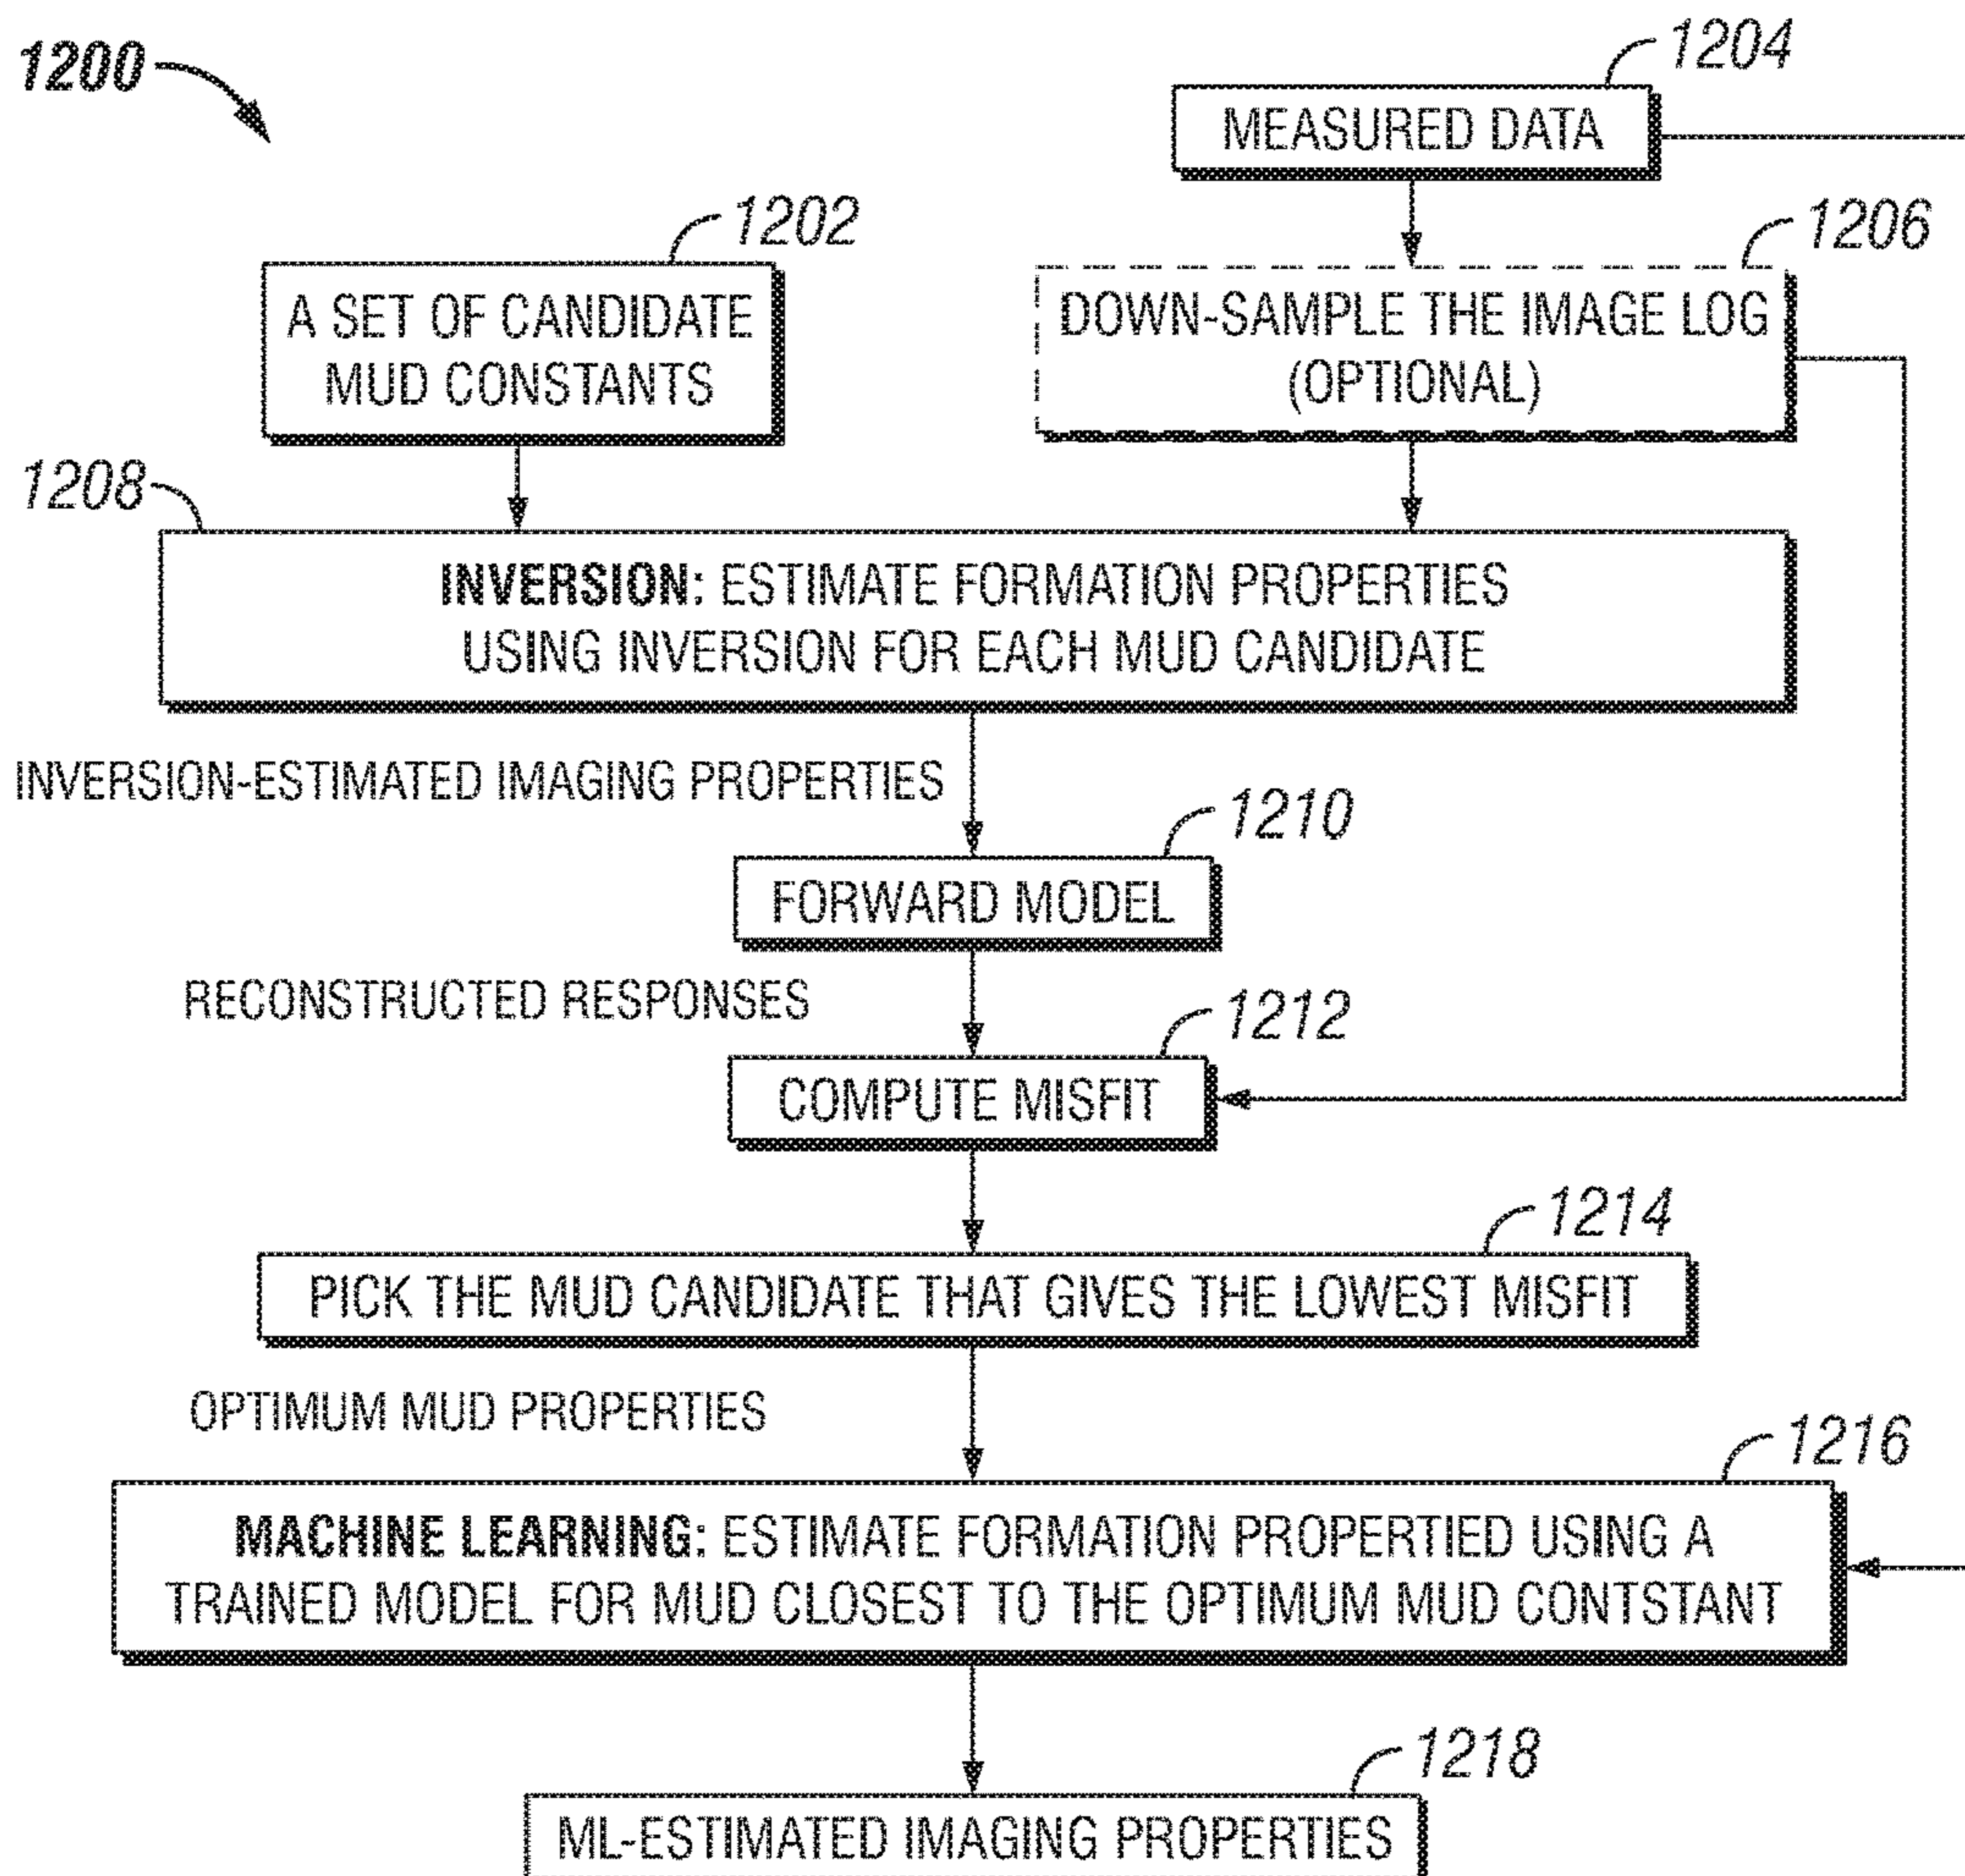 1200
1204
MEASURED DATA
1202
1206
A SET OF CANDIDATE
MUD CONSTANTS
DOWN-SAMPLE THE IMAGE LOG
(OPTIONAL)
1208
INVERSION: ESTIMATE FORMATION PROPERTIES
USING INVERSION FOR EACH MUD CANDIDATE
INVERSION-ESTIMATED IMAGING PROPERTIES
1210
FORWARD MODEL
RECONSTRUCTED RESPONSES
1212
COMPUTE MISFIT
1214
PICK THE MUD CANDIDATE THAT GIVES THE LOWEST MISFIT
OPTIMUM MUD PROPERTIES
1216
MACHINE LEARNING: ESTIMATE FORMATION PROPERTIED USING A
TRAINED MODEL FOR MUD CLOSEST TO THE OPTIMUM MUD CONTSTANT
1218
ML-ESTIMATED IMAGING PROPERTIES